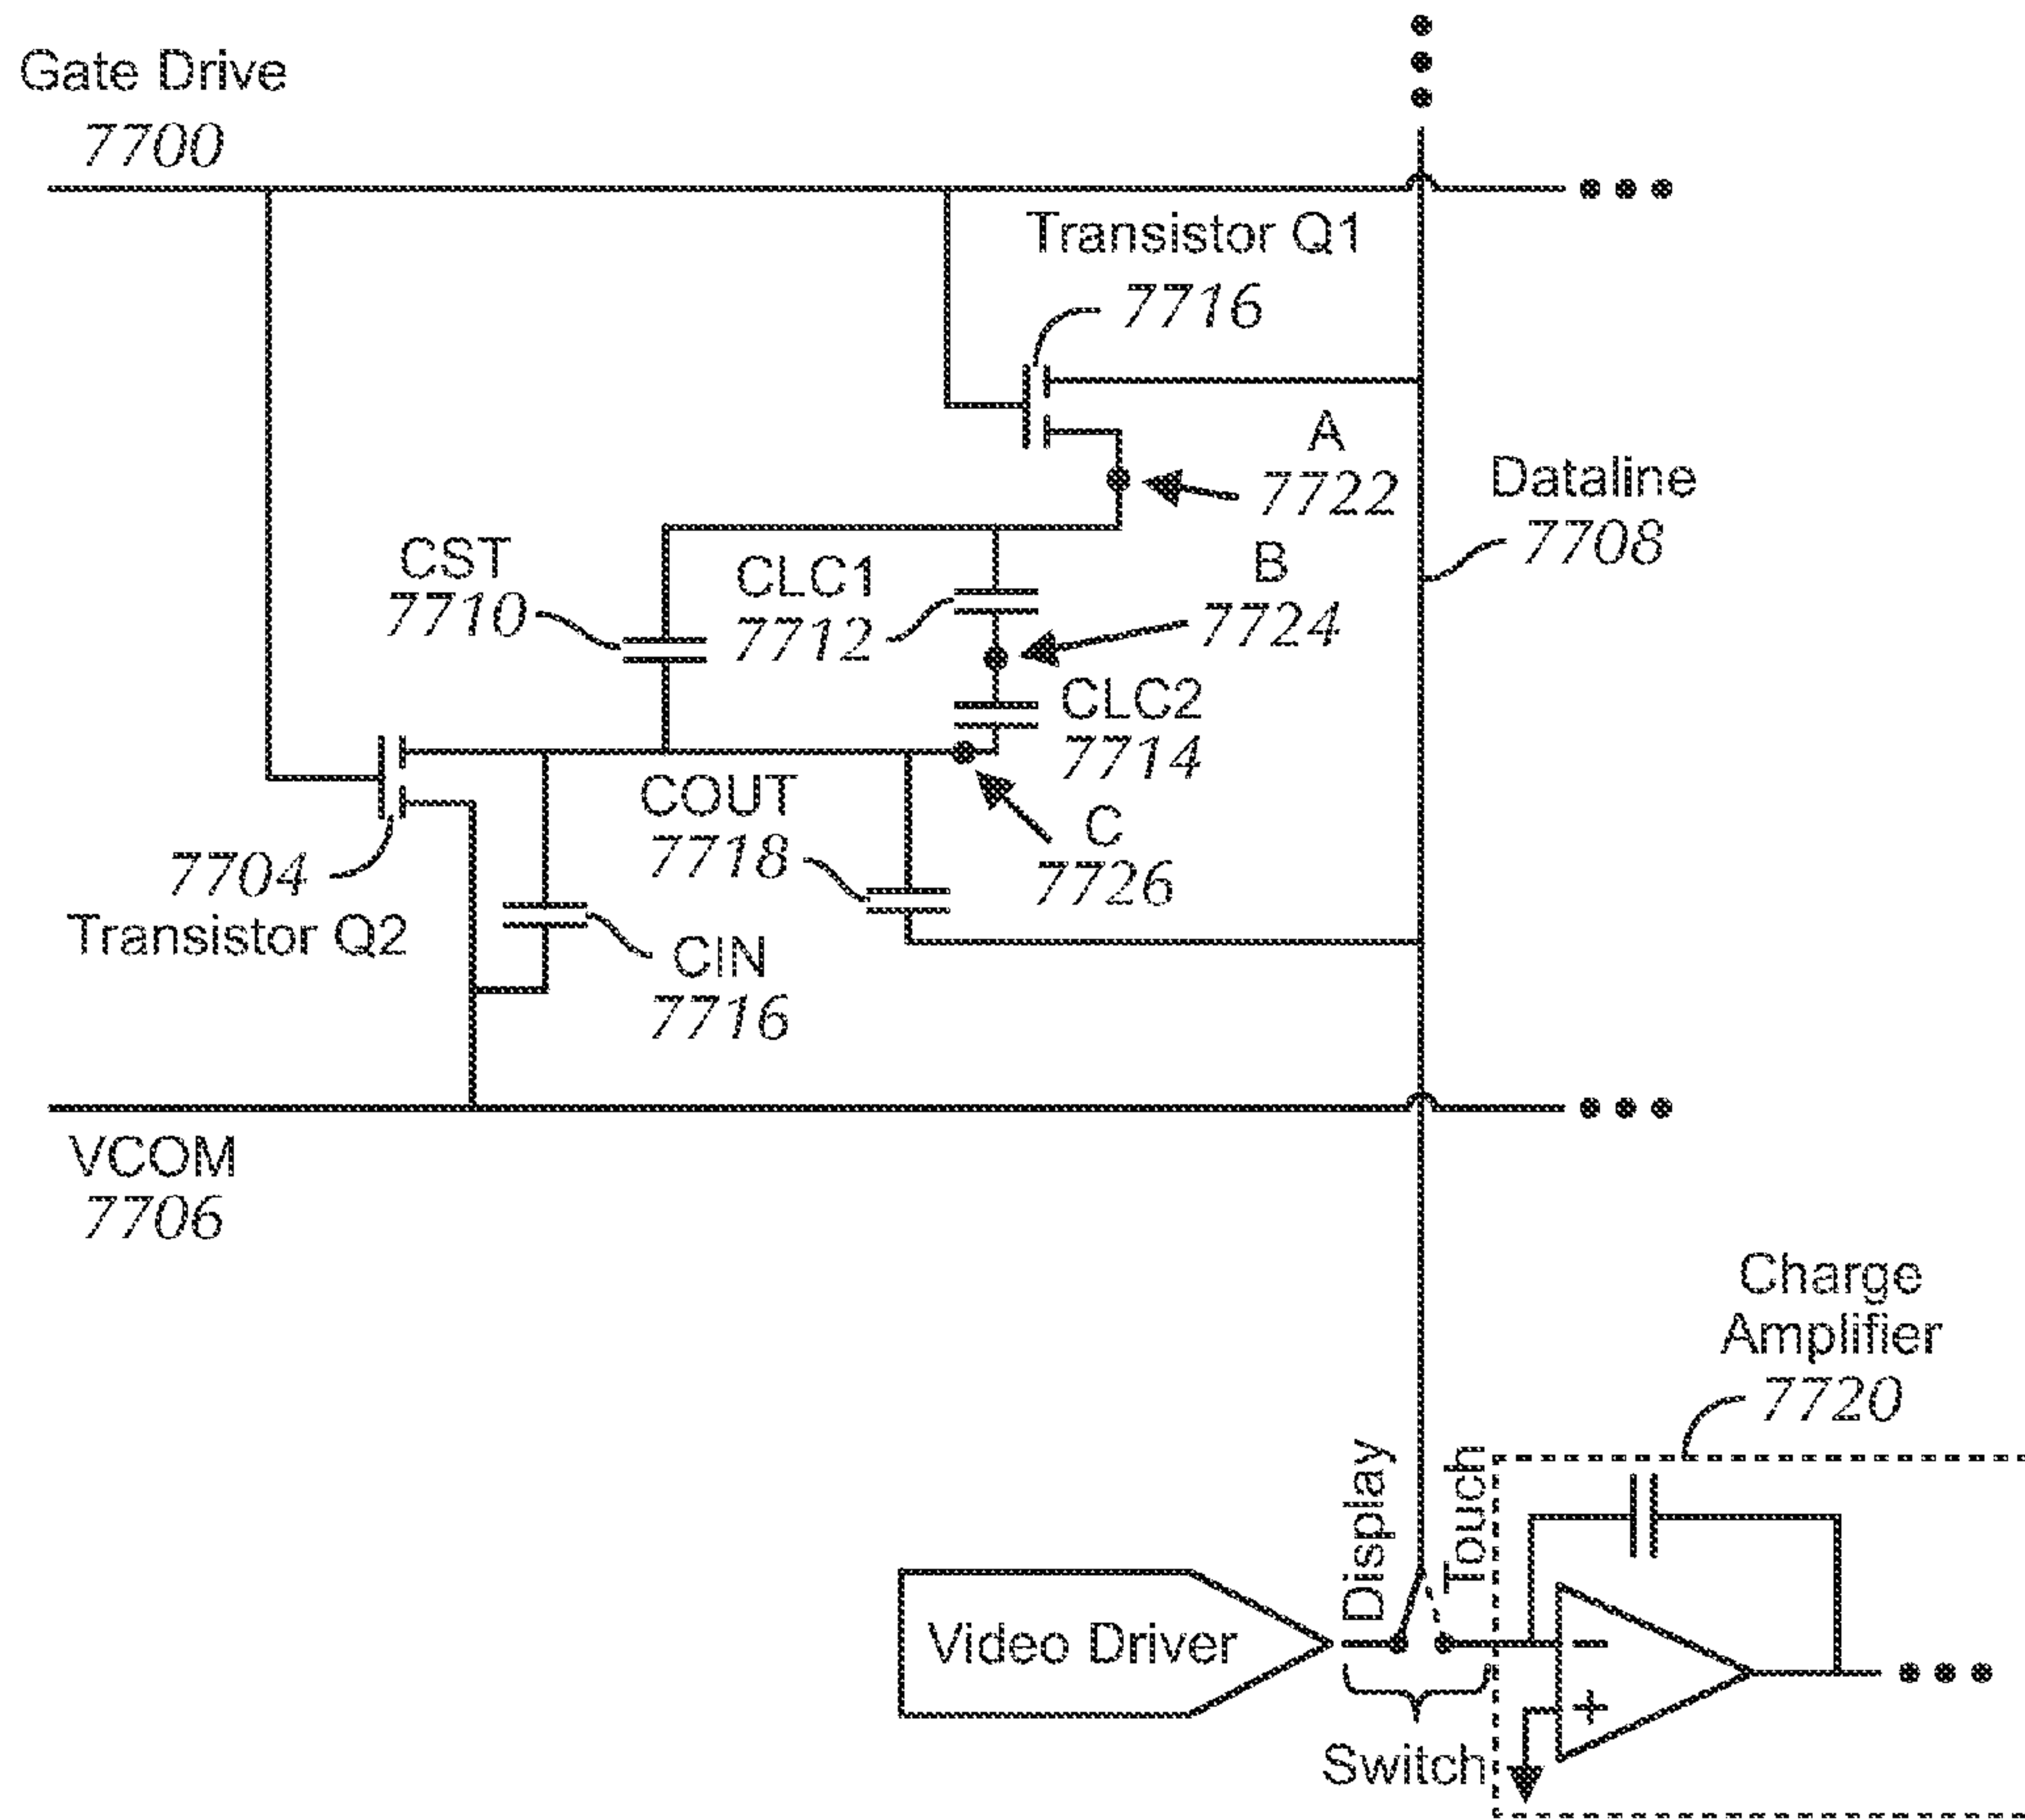 Gate Drive
7700
Transistor Q1
7716
A
7722
Dataline
7708
CST
7710
CLC1
7712
B
7724
CLC2
7714
COUT
7718
C
7726
7704
Transistor Q2
CIN
7716
VCOM
7706
Charge
Amplifier
7720
Display
Touch
Video Driver
−
+
Switch